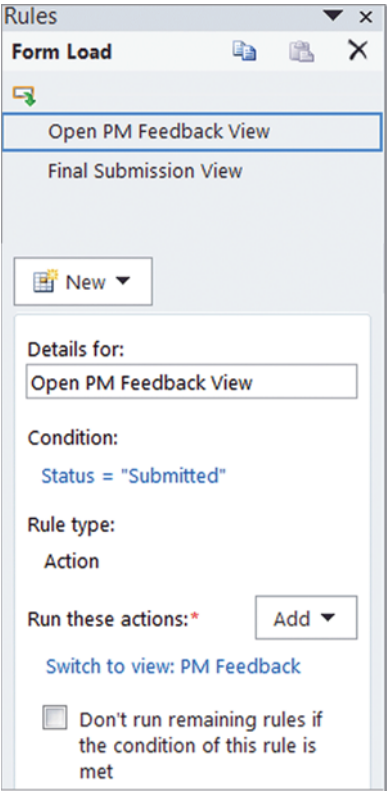 Rules
Form Load
Open PM Feedback View
Final Submission View
New
Details for:
Open PM Feedback View
Condition:
Status = "Submitted"
Rule type:
Action
Run these actions:* Add
Switch to view: PM Feedback
Don't run remaining rules if
the condition of this rule is
met